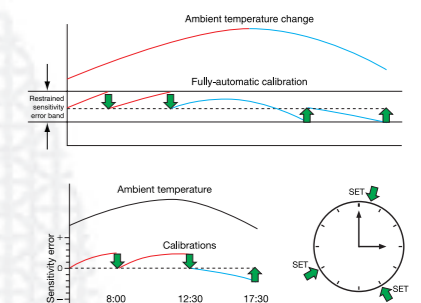 Ambient temperature change
Fully-automatic calibration
Restrained
sensitivity
error band
Ambient temperature
SET
Calibrations
Sensitivity error
+
0
−
SET
SET
8:00
12:30
17:30